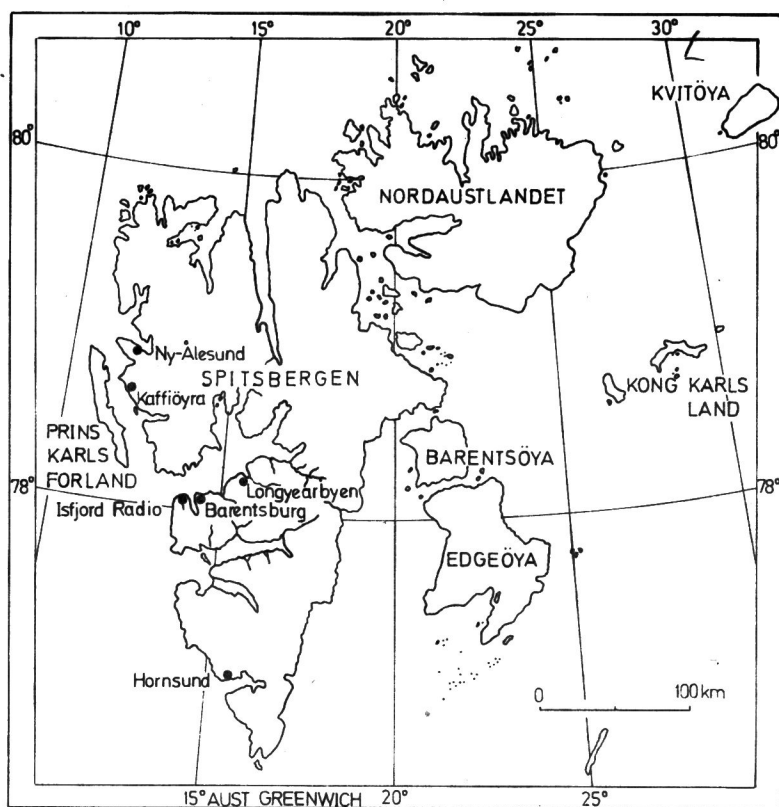 10° 15° 20° 25° 30°
KVITÖYA
80° 80°
NORDAUSTLANDET
Ny-Ålesund
SPITSBERGEN
Kaffiöyra
KONG KARLS
LAND
PRINS
KARLS
FORLAND
BARENTSÖYA
78° 78°
Longyearbyen
Isfjord Radio
Barentsburg
EDGEÖYA
Hornsund
0 100 km
15° AUST GREENWICH 20° 25°